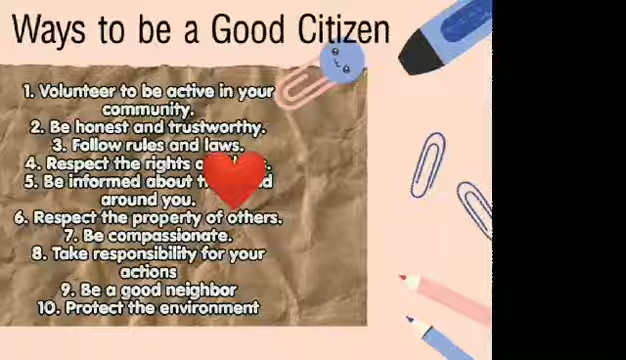 Ways to be a Good Citizen
1. Volunteer to be active in your
community.
2. Be honest and trustworthy.
3. Follow rules and laws.
4. Respect the rights
5. Be informed about
around you.
6. Respect the property of others.
7. Be compassionate.
8. Take responsibility for your
actions
9. Be a good neighbor
10. Protect the environment